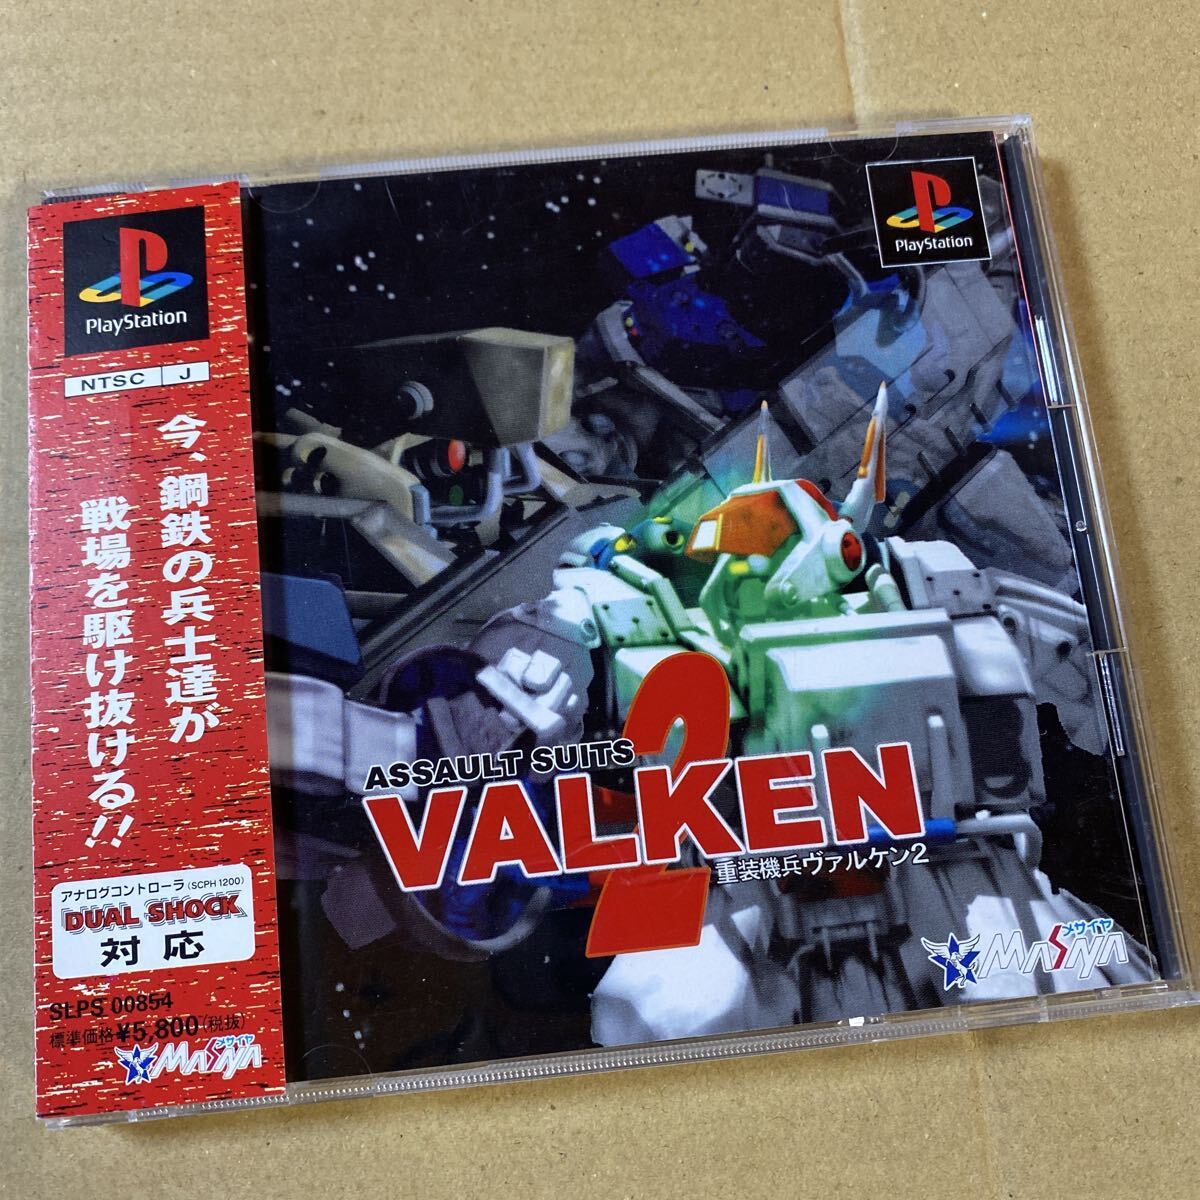 PlayStation
NTSC J
今、鋼鉄の兵士達が
戦場を駆け抜ける!!
アナログコントローラ(SCPH 1200)
DUAL SHOCK
対応
SLPS 00854
標準価格¥5,800(税抜)
メサイヤ
MASAYA
PlayStation
ASSAULT SUITS
VALKEN
2
重装機兵ヴァルケン2
メサイヤ
MASAYA